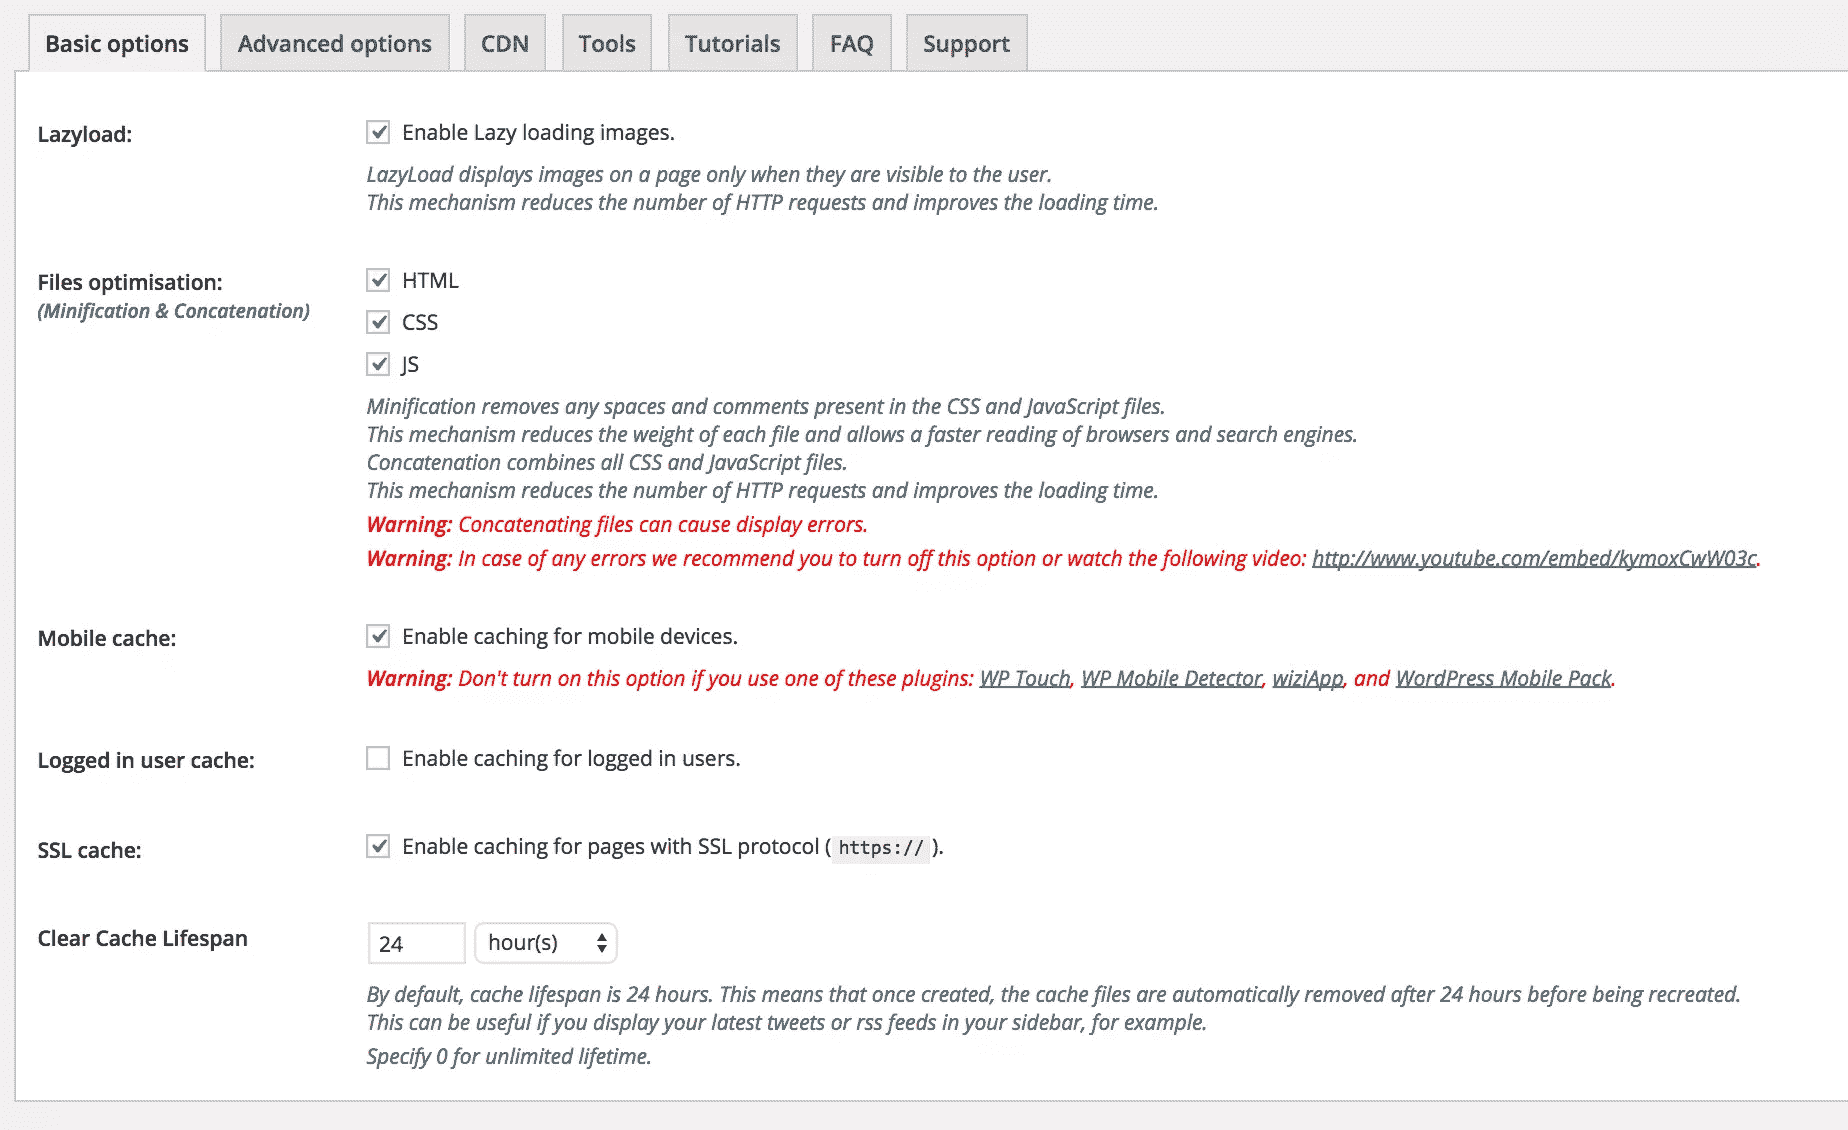 Basic options
Advanced options
CDN
Tools
Tutorials
FAQ
Support
Lazyload:
Enable Lazy loading images.
LazyLoad displays images on a page only when they are visible to the user.
This mechanism reduces the number of HTTP requests and improves the loading time.
Files optimisation:
(Minification & Concatenation)
HTML
CSS
JS
Minification removes any spaces and comments present in the CSS and JavaScript files.
This mechanism reduces the weight of each file and allows a faster reading of browsers and search engines.
Concatenation combines all CSS and JavaScript files.
This mechanism reduces the number of HTTP requests and improves the loading time.
Warning: Concatenating files can cause display errors.
Warning: In case of any errors we recommend you to turn off this option or watch the following video: http://www.youtube.com/embed/kymoxCwW03c.
Mobile cache:
Enable caching for mobile devices.
Warning: Don't turn on this option if you use one of these plugins: WP Touch, WP Mobile Detector, wiziApp, and WordPress Mobile Pack.
Logged in user cache:
Enable caching for logged in users.
SSL cache:
Enable caching for pages with SSL protocol ( https:// ).
Clear Cache Lifespan
24
hour(s)
By default, cache lifespan is 24 hours. This means that once created, the cache files are automatically removed after 24 hours before being recreated.
This can be useful if you display your latest tweets or rss feeds in your sidebar, for example.
Specify 0 for unlimited lifetime.